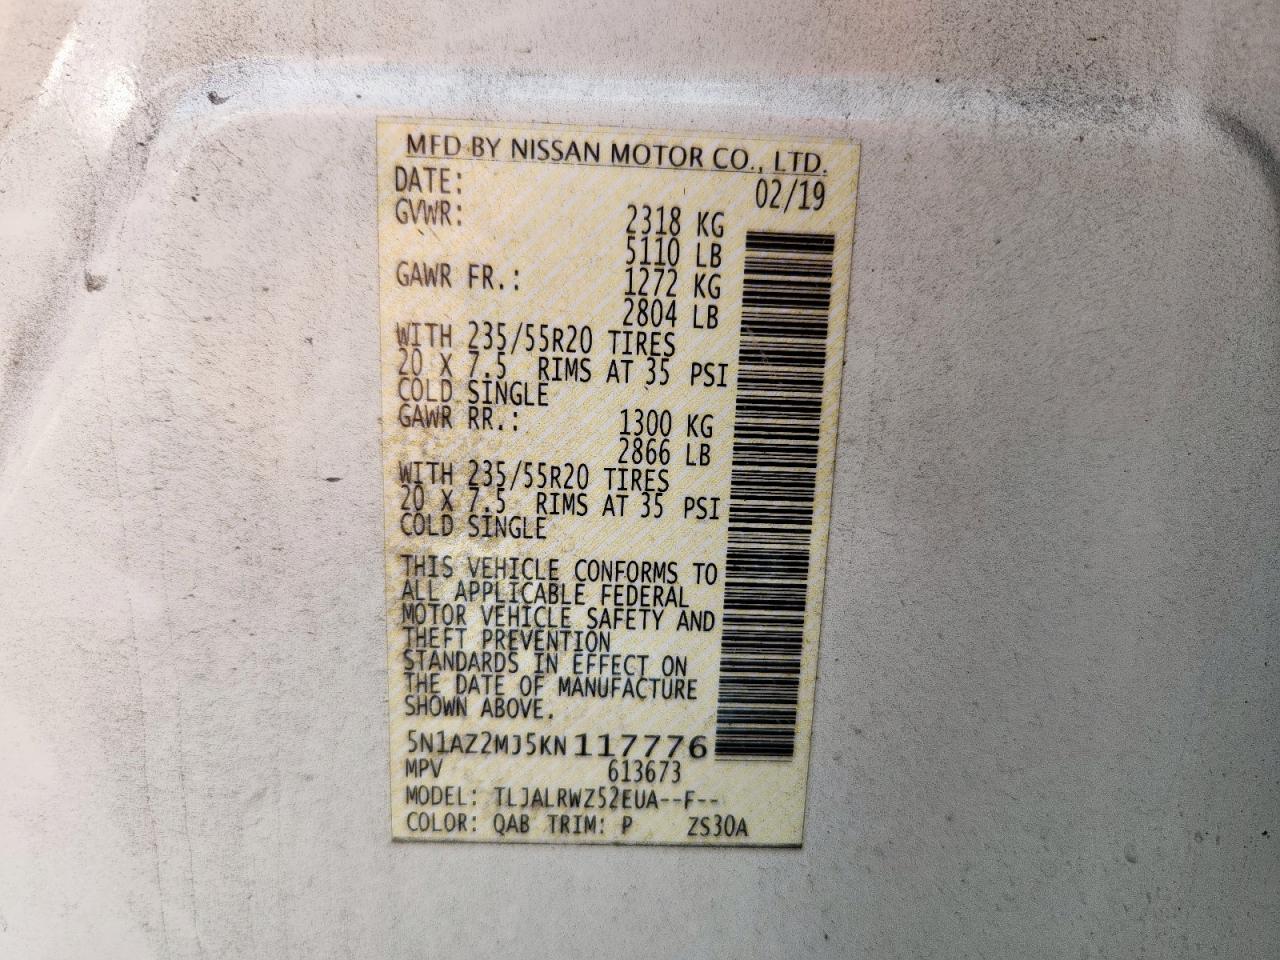 MFD BY NISSAN MOTOR CO., LTD.
DATE: 02/19
GVWR: 2318 KG
5110 LB
GAWR FR.: 1272 KG
2804 LB
WITH 235/55R20 TIRES
20 X 7.5 RIMS AT 35 PSI
COLD SINGLE
GAWR RR.: 1300 KG
2866 LB
WITH 235/55R20 TIRES
20 X 7.5 RIMS AT 35 PSI
COLD SINGLE
THIS VEHICLE CONFORMS TO
ALL APPLICABLE FEDERAL
MOTOR VEHICLE SAFETY AND
THEFT PREVENTION
STANDARDS IN EFFECT ON
THE DATE OF MANUFACTURE
SHOWN ABOVE.
5N1AZ2MJ5KN117776
MPV 613673
MODEL: TLJALRWZ52EUA--F--
COLOR: QAB TRIM: P ZS30A